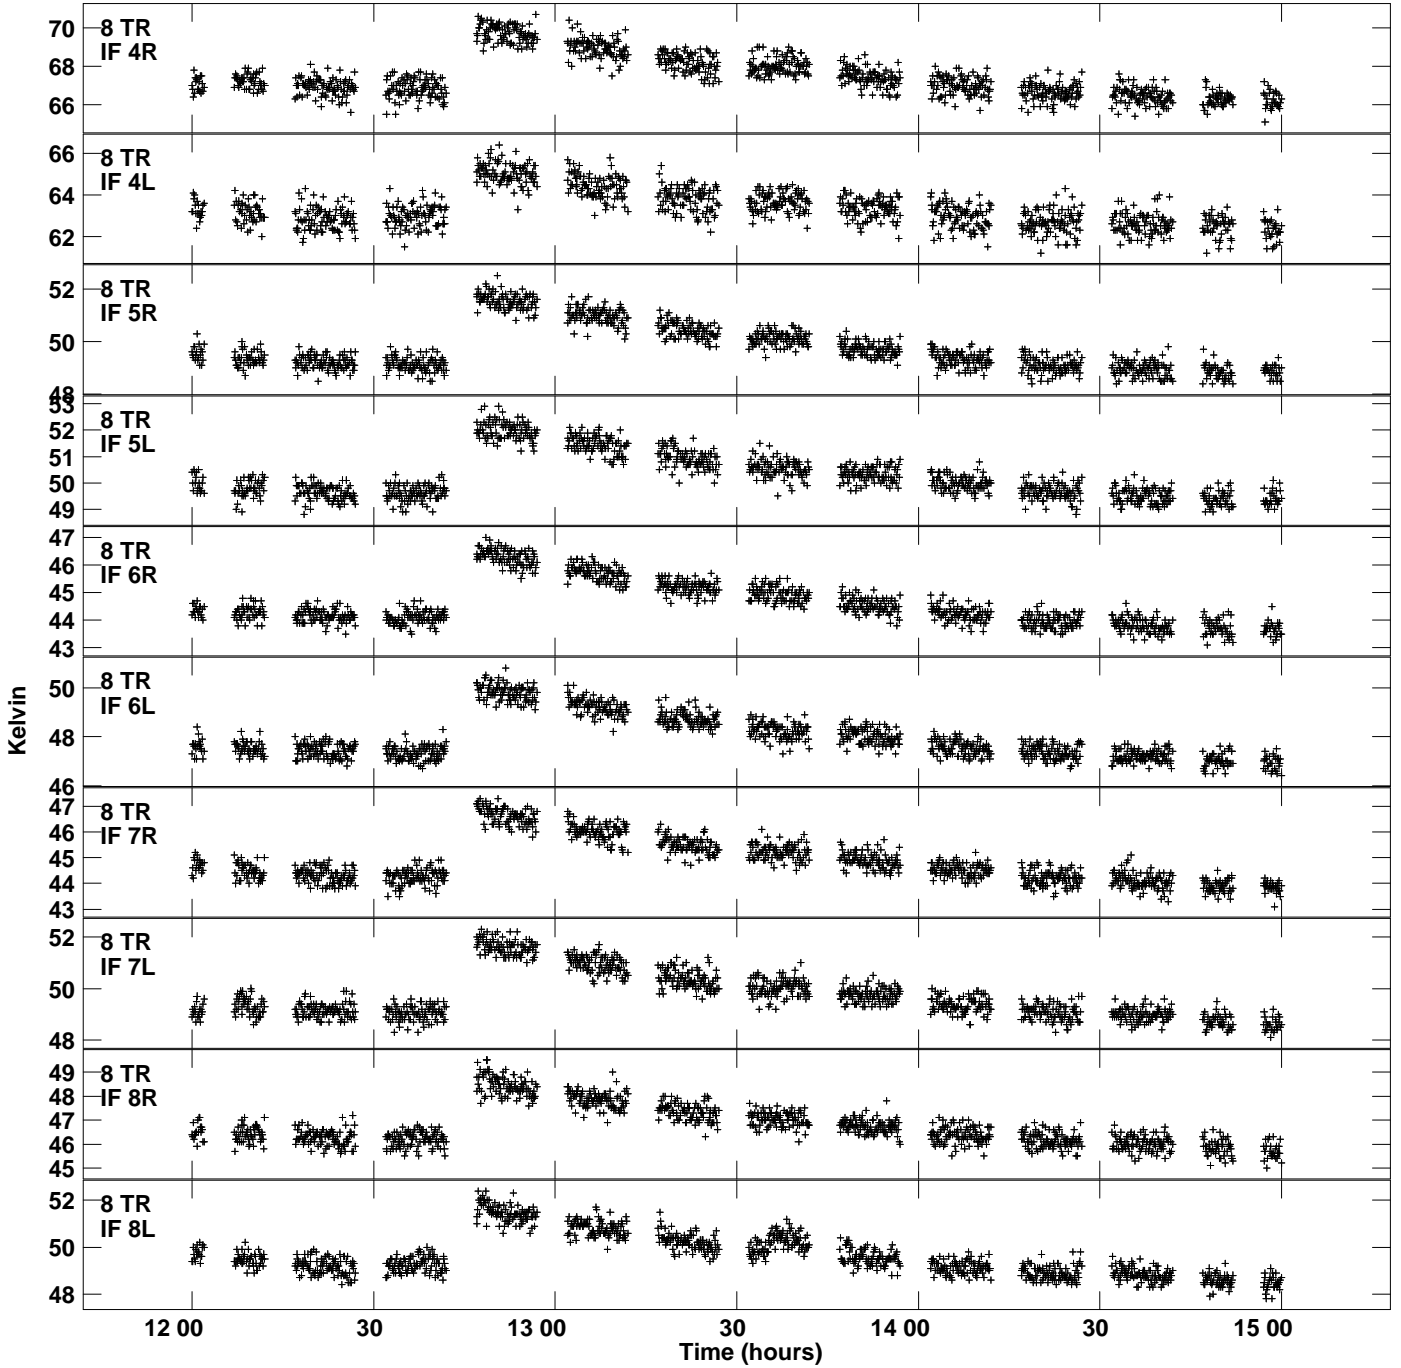 70
68
66
8 TR
IF 4R
66
64
62
8 TR
IF 4L
52
50
48
8 TR
IF 5R
53
52
51
50
49
8 TR
IF 5L
47
46
45
44
43
8 TR
IF 6R
50
48
46
8 TR
IF 6L
47
46
45
44
43
8 TR
IF 7R
52
50
48
8 TR
IF 7L
49
48
47
46
45
8 TR
IF 8R
52
50
48
8 TR
IF 8L
Kelvin
12 00 30 13 00 30 14 00 30 15 00
Time (hours)